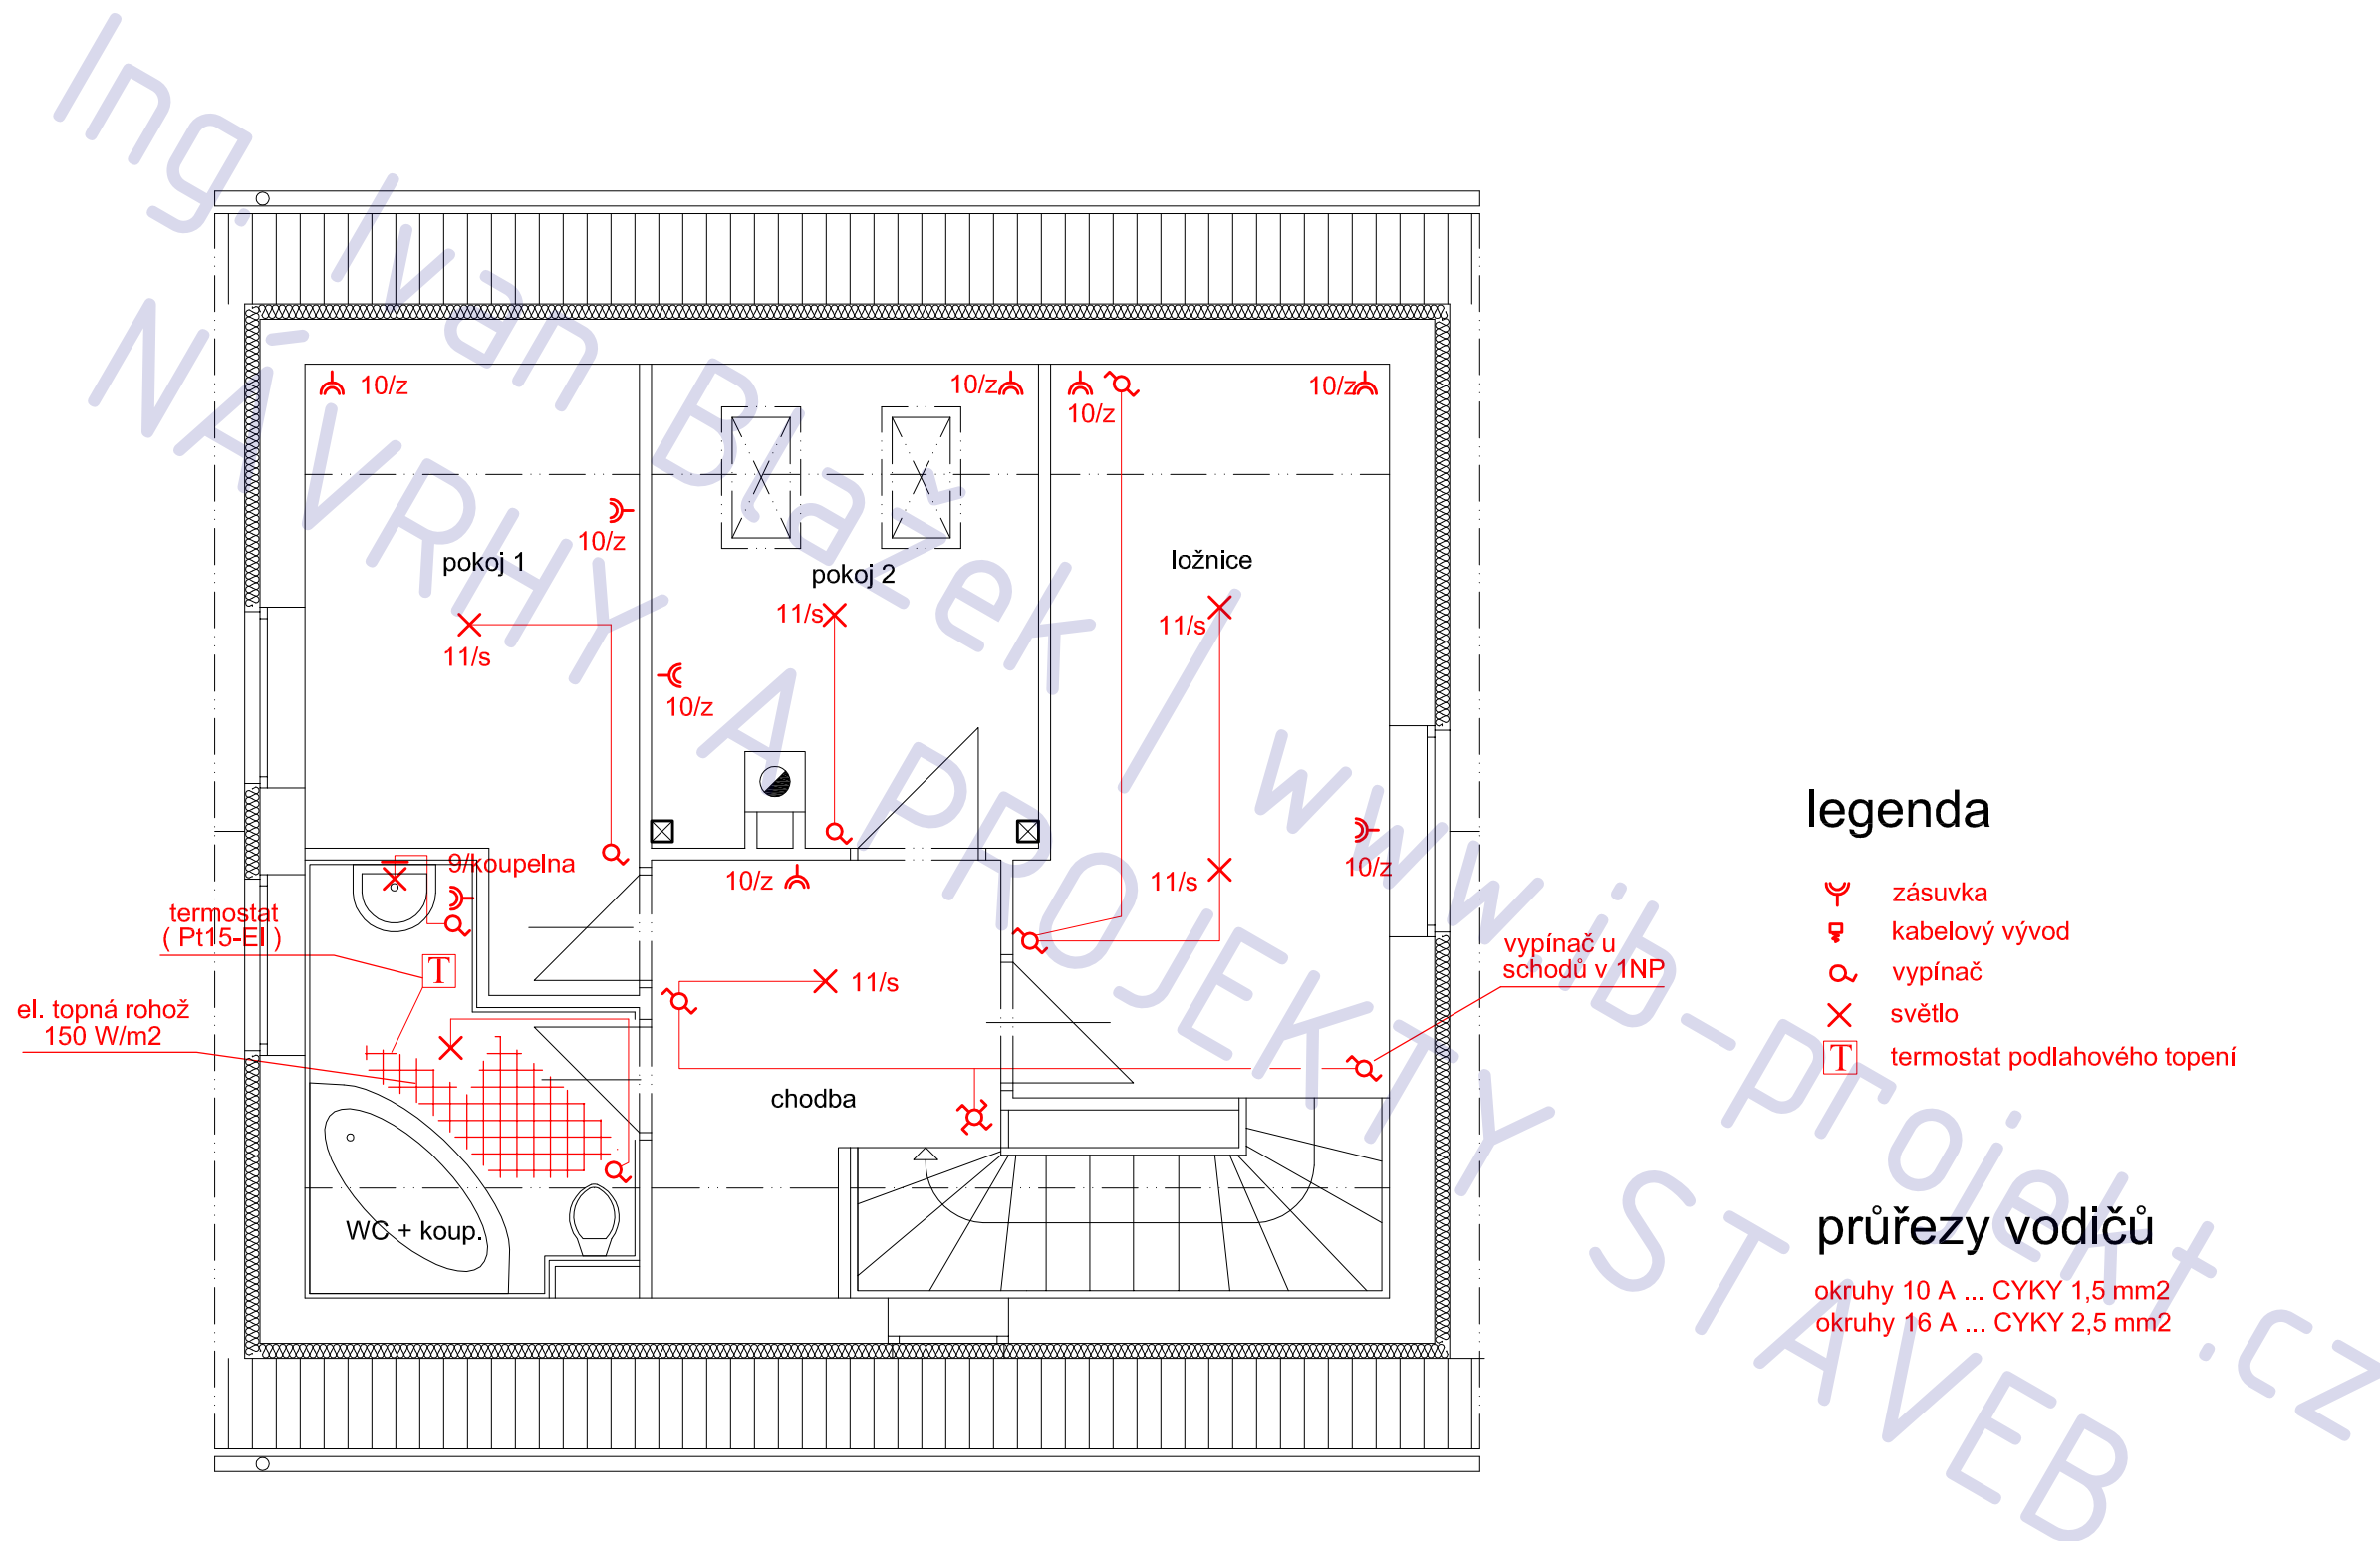 Ing. Ivan Blažek / www.ib-projekt.cz
NÁVRHY A PROJEKTY STAVEB
10/z
10/z
10/z
10/z
10/z
pokoj 1
pokoj 2
ložnice
11/s
11/s
11/s
10/z
9/koupelna
10/z
11/s
10/z
termostat
( Pt15-EI )
T
11/s
el. topná rohož
150 W/m2
vypínač u
schodů v 1NP
chodba
WC + koup.
legenda
zásuvka
kabelový vývod
vypínač
světlo
T termostat podlahového topení
průřezy vodičů
okruhy 10 A ... CYKY 1,5 mm2
okruhy 16 A ... CYKY 2,5 mm2